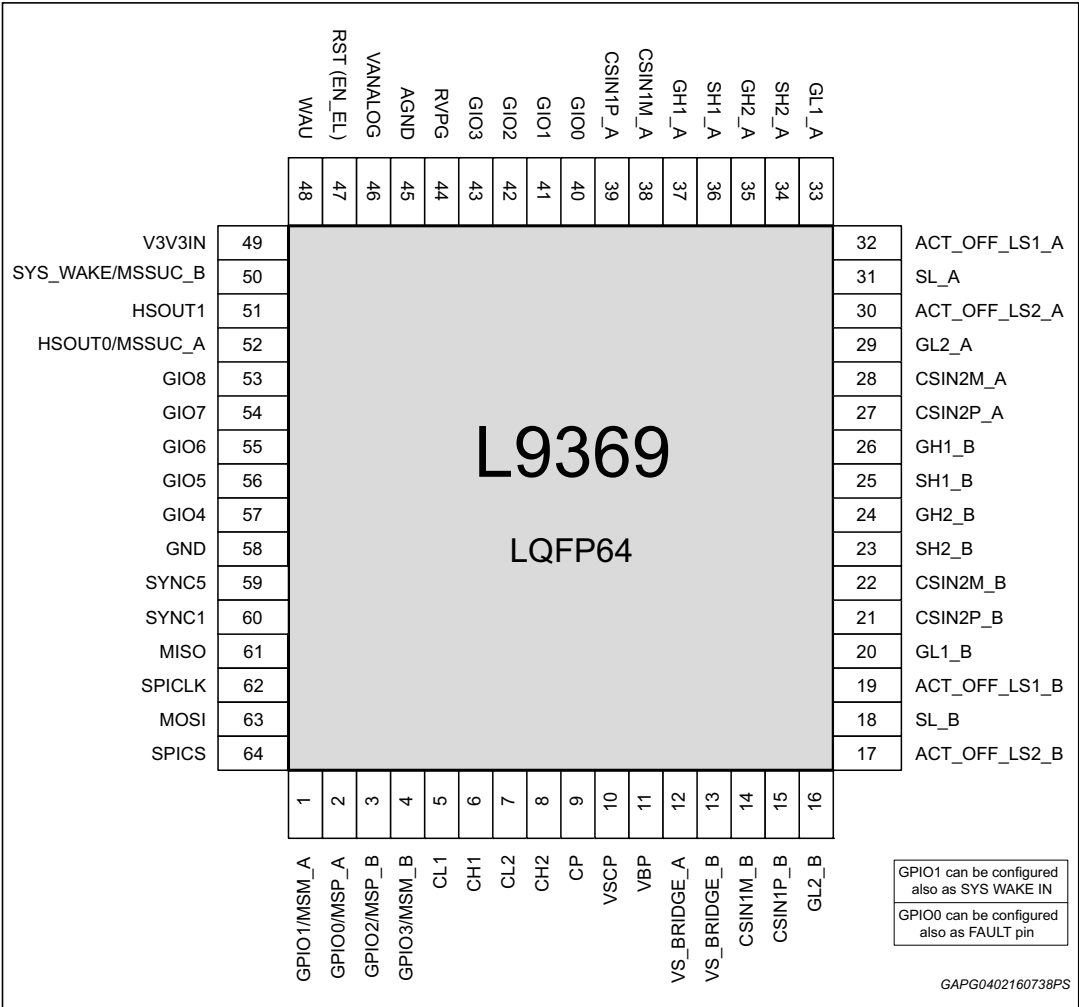 WAU
RST (EN_EL)
VANALOG
AGND
RVPG
GIO3
GIO2
GIO1
GIO0
CSIN1P_A
CSIN1M_A
GH1_A
SH1_A
GH2_A
SH2_A
GL1_A
48
47
46
45
44
43
42
41
40
39
38
37
36
35
34
33
V3V3IN 49
SYS_WAKE/MSSUC_B 50
HSOUT1 51
HSOUT0/MSSUC_A 52
GIO8 53
GIO7 54
GIO6 55
GIO5 56
GIO4 57
GND 58
SYNC5 59
SYNC1 60
MISO 61
SPICLK 62
MOSI 63
SPICS 64
L9369
LQFP64
32 ACT_OFF_LS1_A
31 SL_A
30 ACT_OFF_LS2_A
29 GL2_A
28 CSIN2M_A
27 CSIN2P_A
26 GH1_B
25 SH1_B
24 GH2_B
23 SH2_B
22 CSIN2M_B
21 CSIN2P_B
20 GL1_B
19 ACT_OFF_LS1_B
18 SL_B
17 ACT_OFF_LS2_B
1
2
3
4
5
6
7
8
9
10
11
12
13
14
15
16
GPIO1/MSM_A
GPIO0/MSP_A
GPIO2/MSP_B
GPIO3/MSM_B
CL1
CH1
CL2
CH2
CP
VSCP
VBP
VS_BRIDGE_A
VS_BRIDGE_B
CSIN1M_B
CSIN1P_B
GL2_B
GPIO1 can be configured
also as SYS WAKE IN
GPIO0 can be configured
also as FAULT pin
GAPG0402160738PS